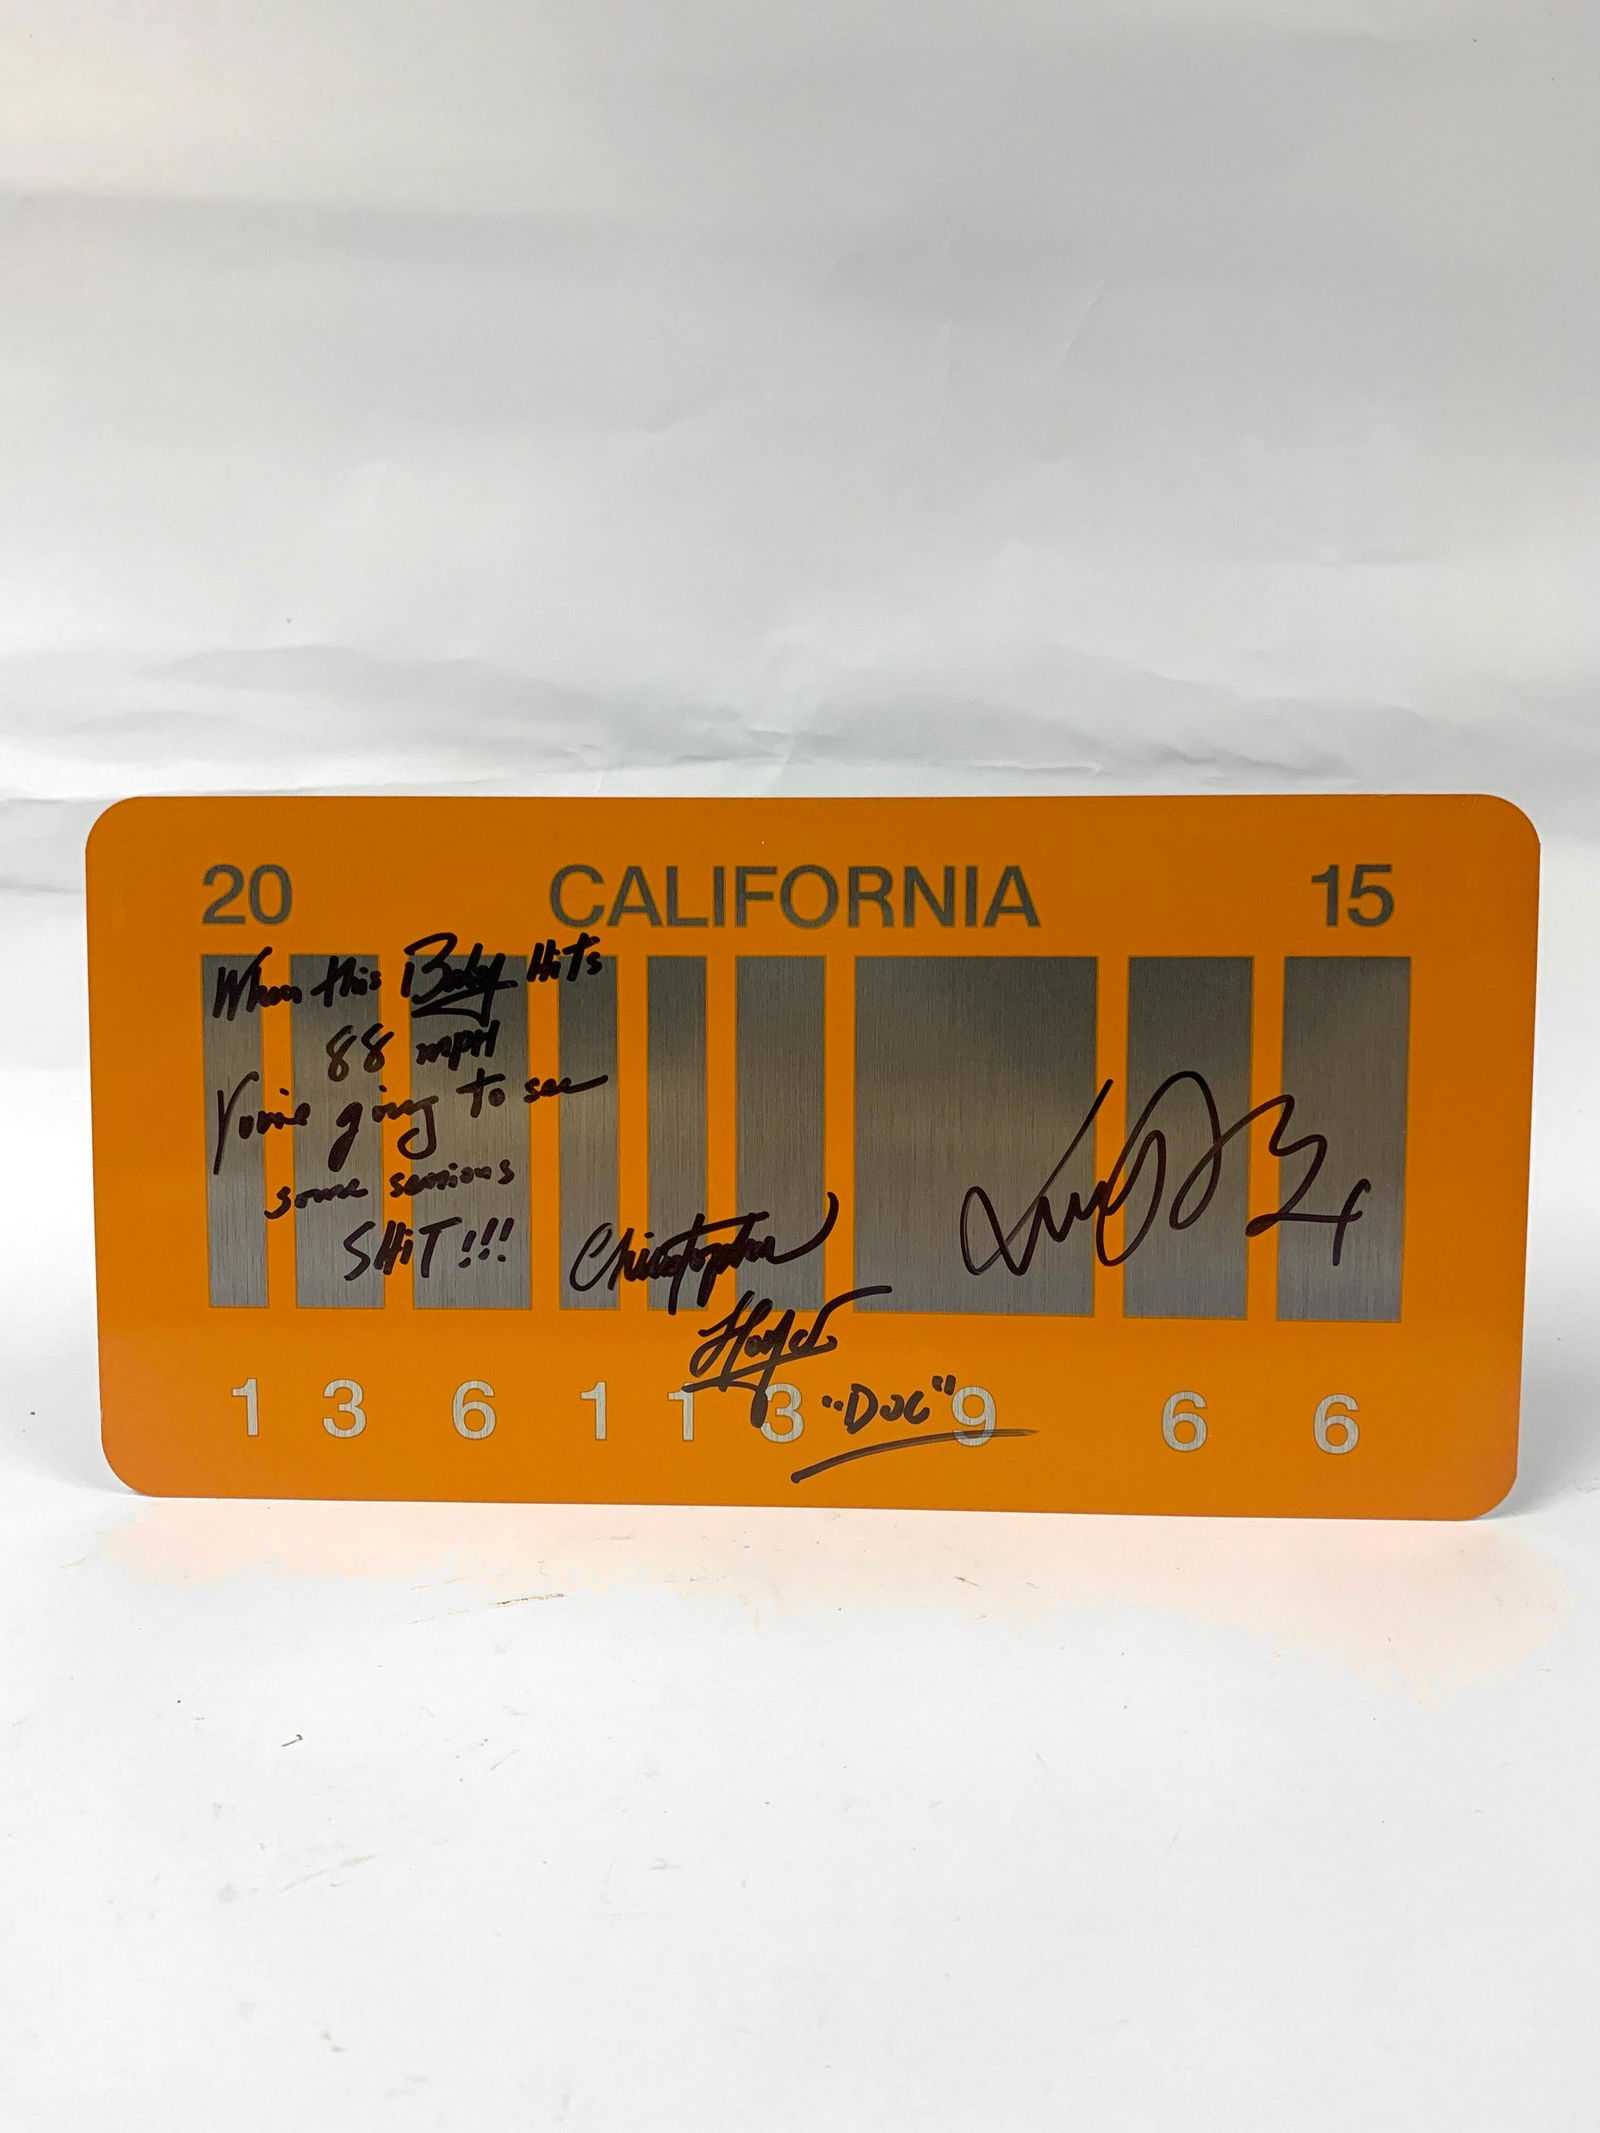 20 CALIFORNIA 15
When this Baby Hits
88 mpH
You're going to see
some serious
SHiT!!!
Christopher
Lloyd
"DOC"
1 3 6 1 1 3 9 6 6